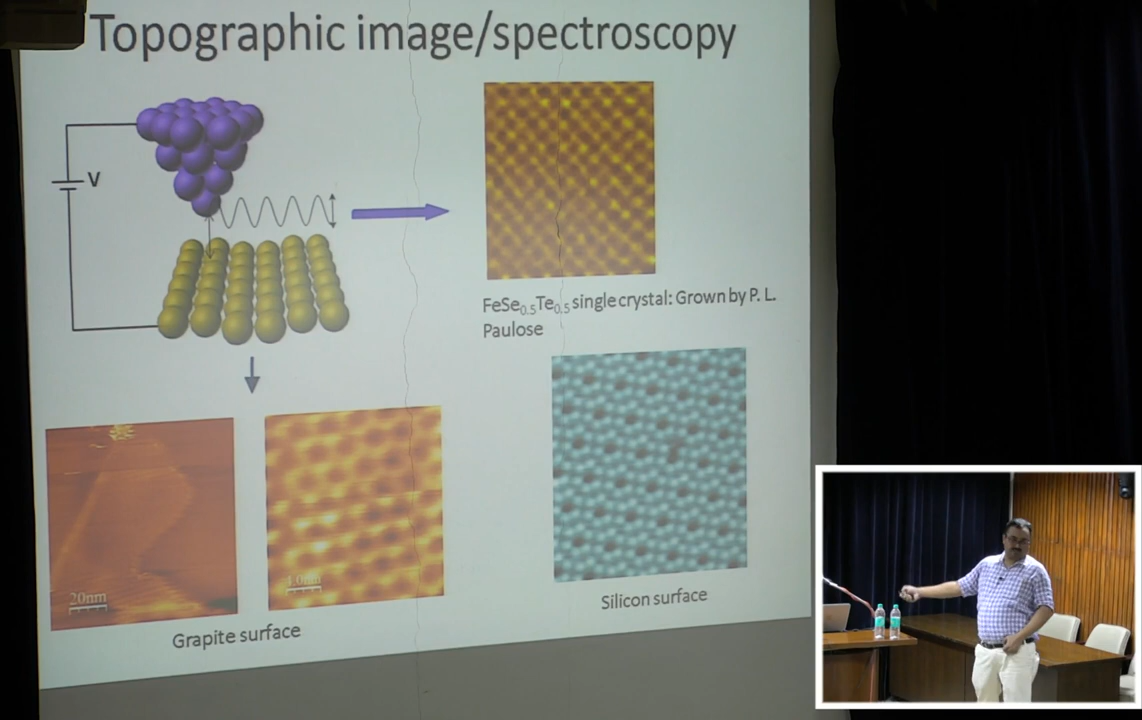 Topographic image/spectroscopy
V
FeSe0.5Te0.5 single crystal: Grown by P. L.
Paulose
20nm
1.0nm
Grapite surface
Silicon surface